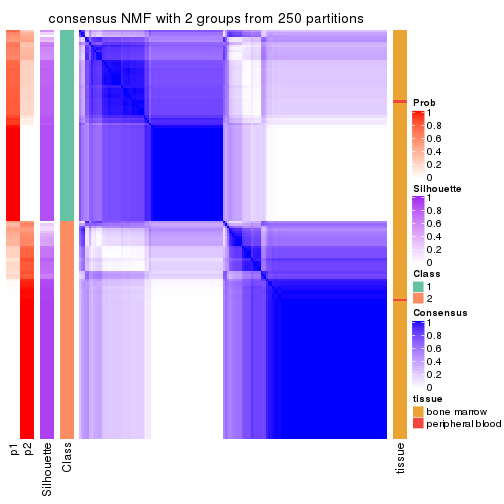 consensus NMF with 2 groups from 250 partitions
Prob
1
0.8
0.6
0.4
0.2
0
Silhouette
1
0.8
0.6
0.4
0.2
0
Class
1
2
Consensus
1
0.8
0.6
0.4
0.2
0
tissue
bone marrow
peripheral blood
p1
p2
Silhouette
Class
tissue